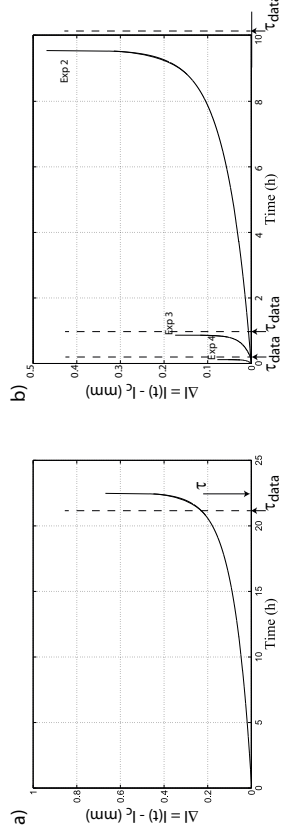 a)
1
0.8
0.6
0.4
0.2
0
Δl = l(t) - l_c (mm)
0
5
10
15
20
25
Time (h)
τ
τ_data
b)
0.5
0.4
0.3
0.2
0.1
0
Δl = l(t) - l_c (mm)
0
2
4
6
8
10
Time (h)
Exp 2
Exp 3
Exp 4
τ_data
τ_data
τ_data